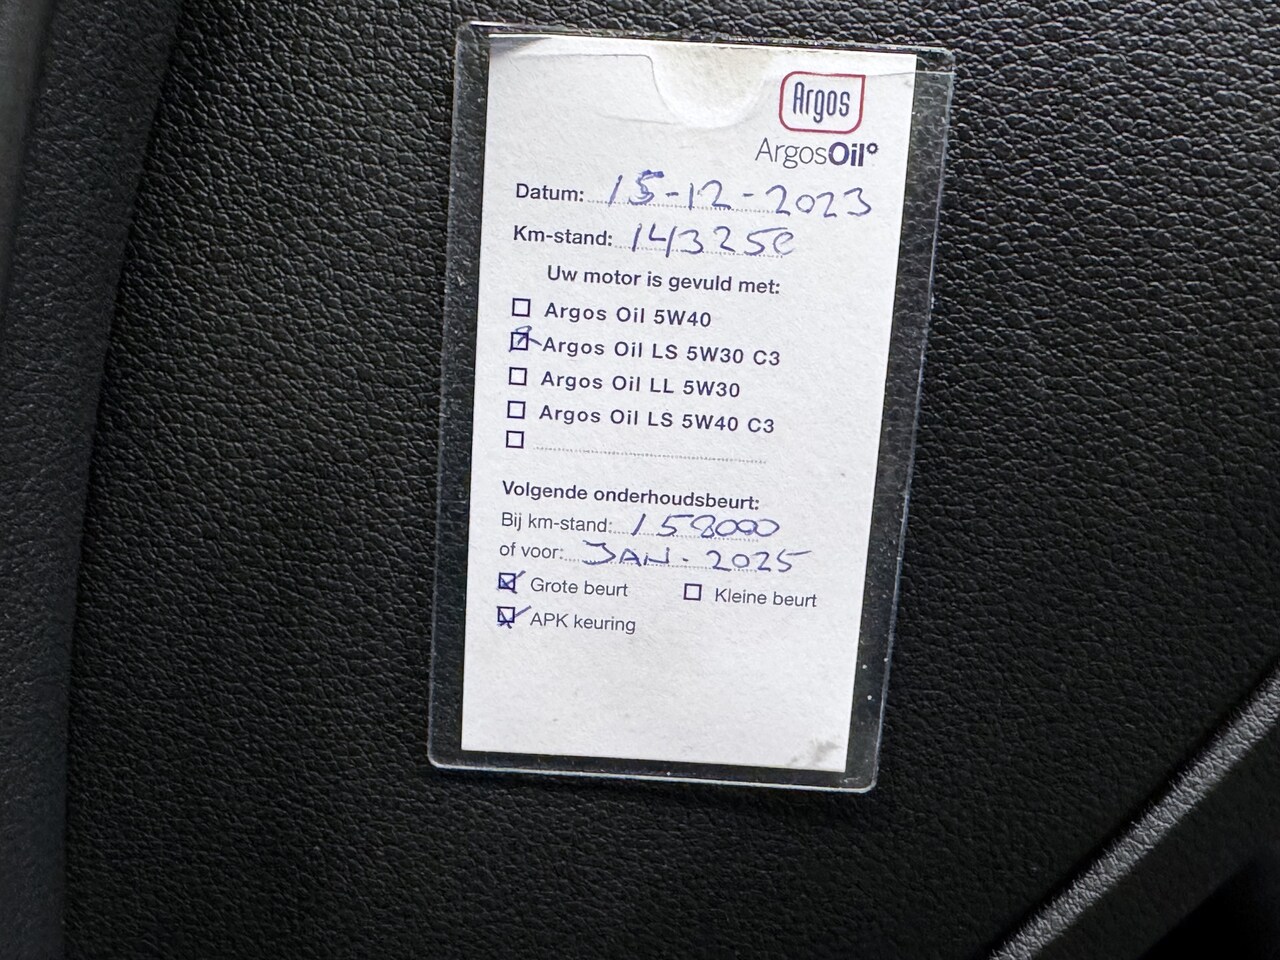 Argos
ArgosOil°
Datum: 15-12-2023
Km-stand: 143250
Uw motor is gevuld met:
Argos Oil 5W40
Argos Oil LS 5W30 C3
Argos Oil LL 5W30
Argos Oil LS 5W40 C3
Volgende onderhoudsbeurt:
Bij km-stand: 158000
of voor: JAN. 2025
Grote beurt Kleine beurt
APK keuring